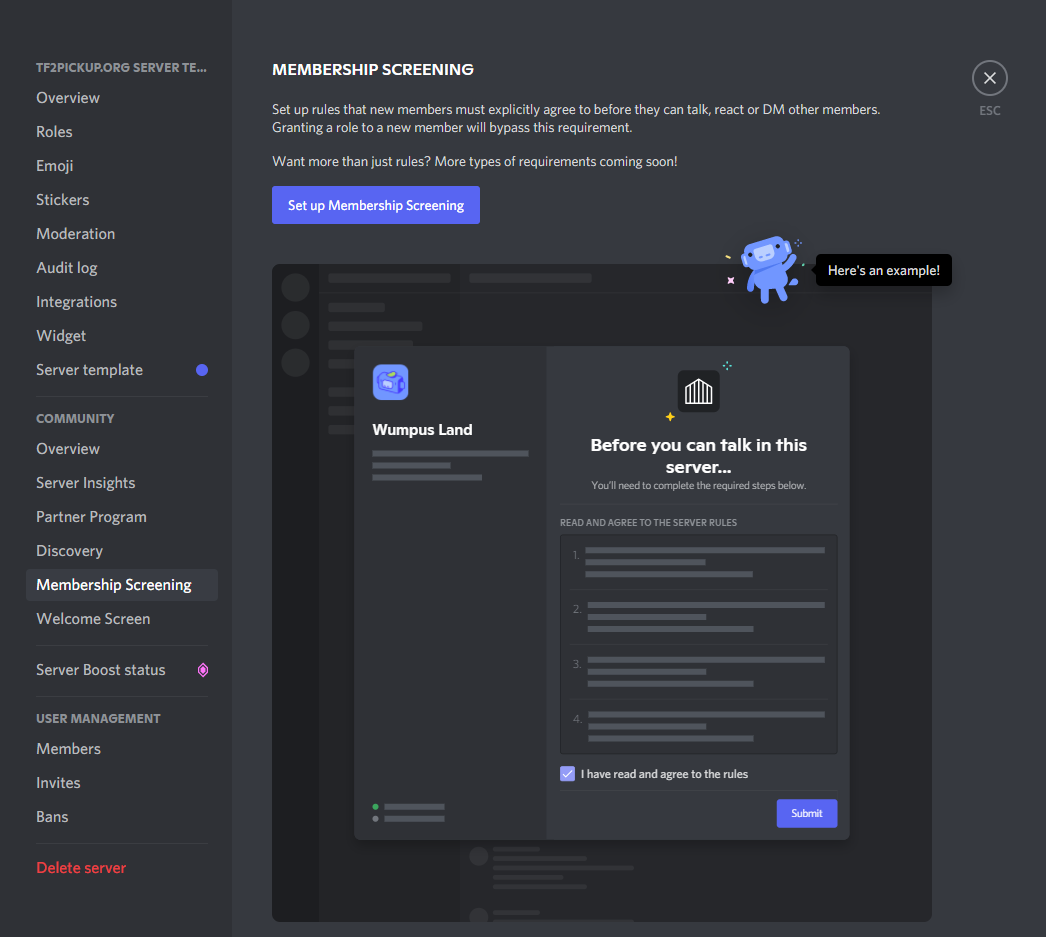 TF2PICKUP.ORG SERVER TE...
Overview
Roles
Emoji
Stickers
Moderation
Audit log
Integrations
Widget
Server template
COMMUNITY
Overview
Server Insights
Partner Program
Discovery
Membership Screening
Welcome Screen
Server Boost status
USER MANAGEMENT
Members
Invites
Bans
Delete server
MEMBERSHIP SCREENING
Set up rules that new members must explicitly agree to before they can talk, react or DM other members.
Granting a role to a new member will bypass this requirement.
Want more than just rules? More types of requirements coming soon!
Set up Membership Screening
ESC
Here's an example!
Wumpus Land
Before you can talk in this
server...
You'll need to complete the required steps below.
READ AND AGREE TO THE SERVER RULES
1.
2.
3.
4.
I have read and agree to the rules
Submit